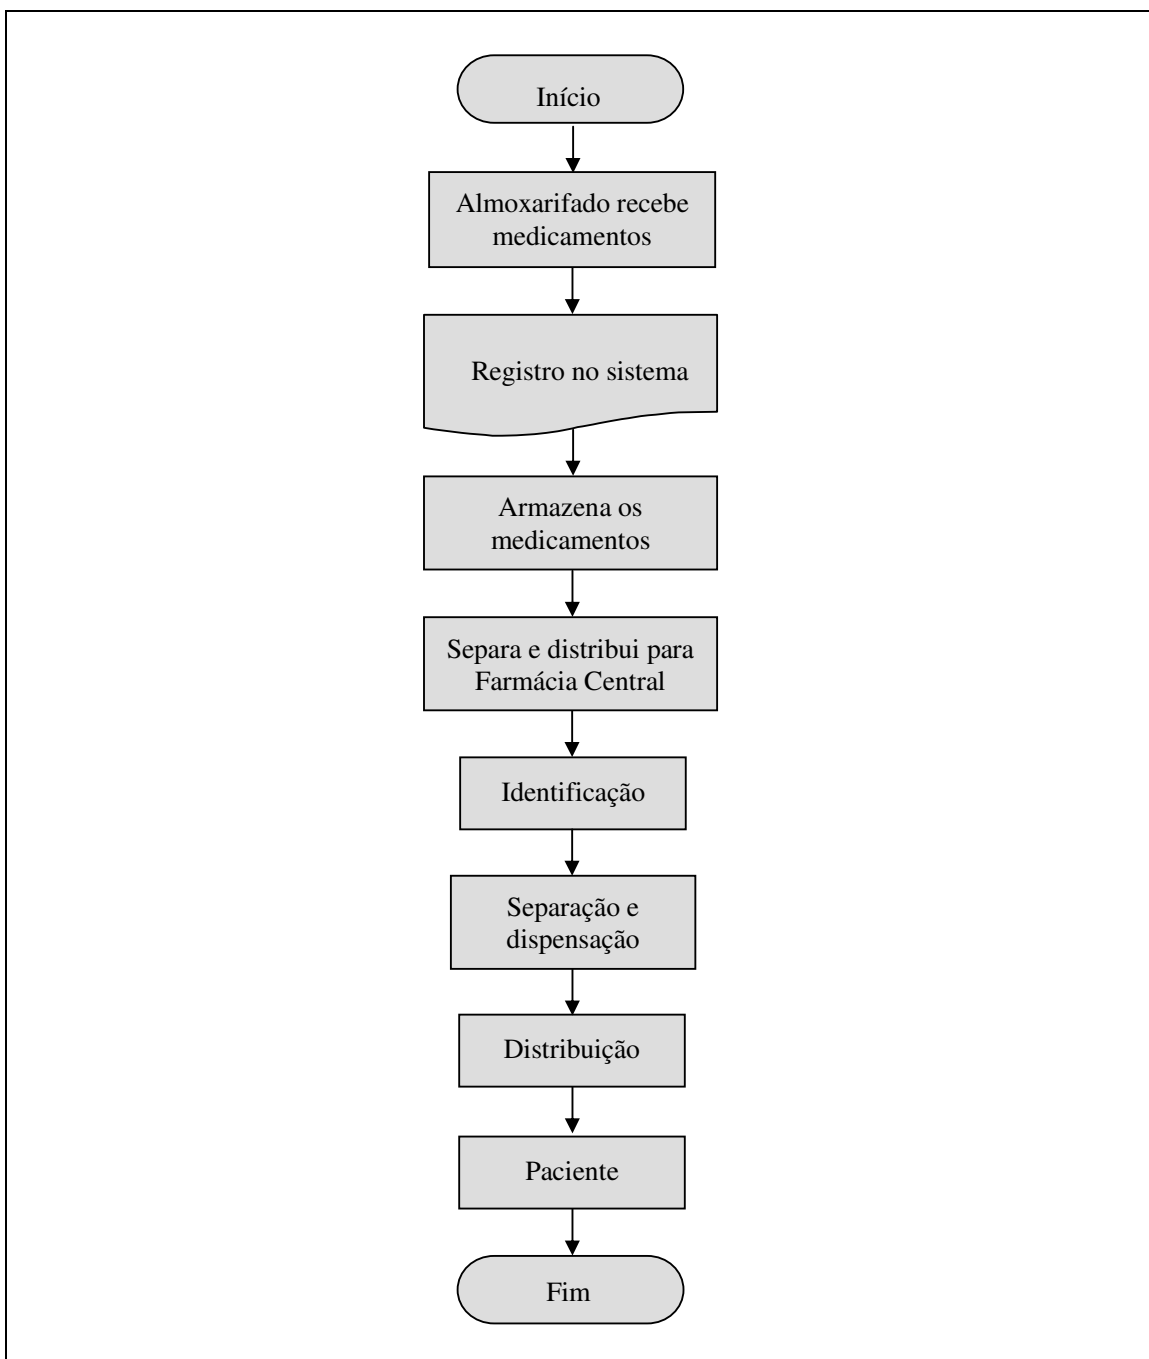 Início
Almoxarifado recebe
medicamentos
Registro no sistema
Armazena os
medicamentos
Separa e distribui para
Farmácia Central
Identificação
Separação e
dispensação
Distribuição
Paciente
Fim